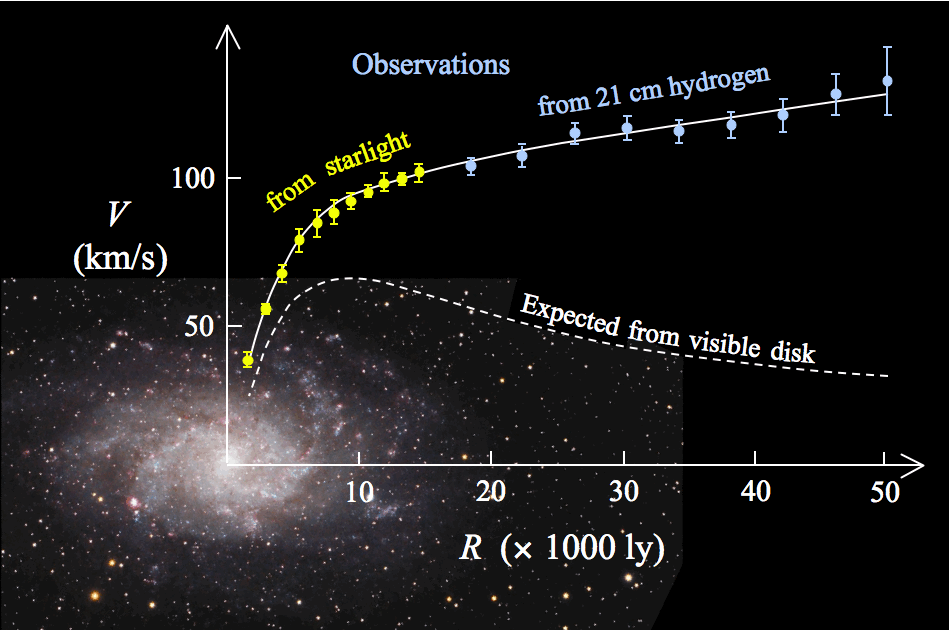 Observations
from 21 cm hydrogen
from starlight
100
V
(km/s)
50
Expected from visible disk
10
20
30
40
50
R (× 1000 ly)